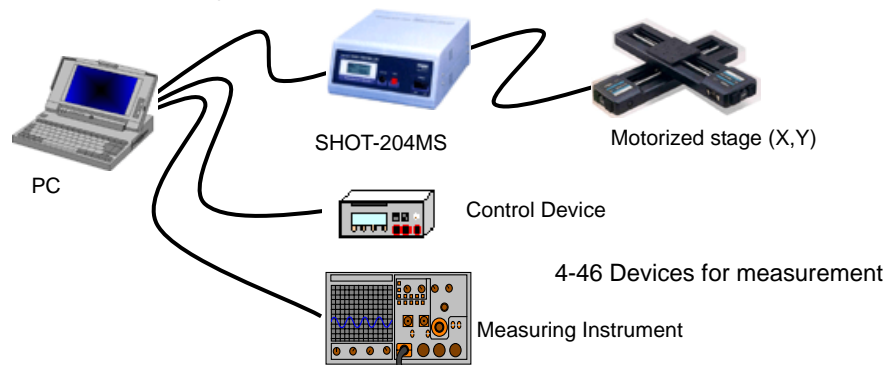 SHOT-204MS
Motorized stage (X,Y)
PC
Control Device
4-46 Devices for measurement
Measuring Instrument